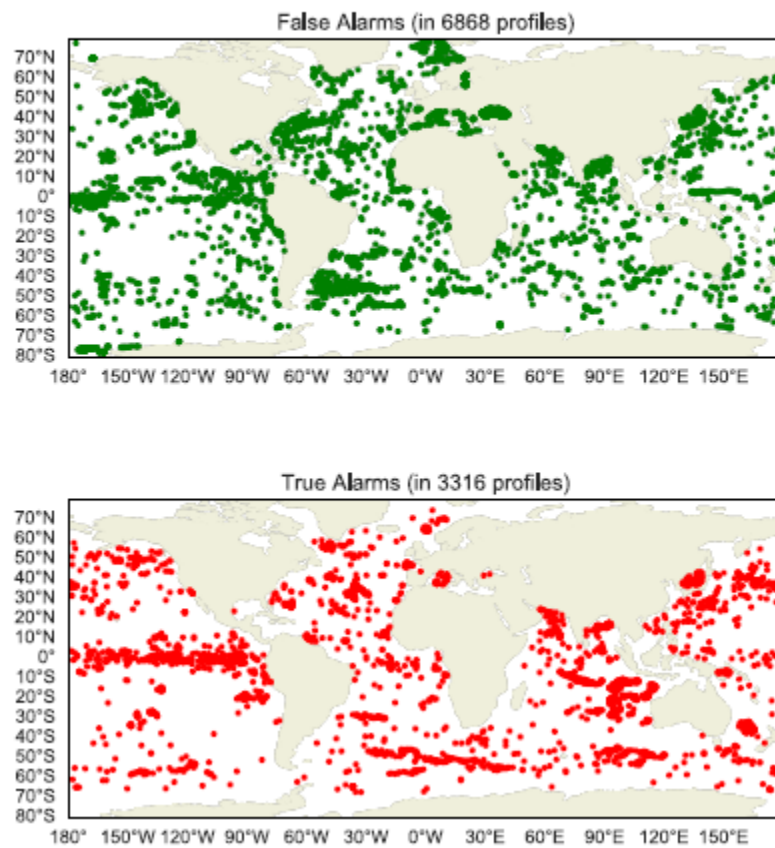 False Alarms (in 6868 profiles)
70°N
60°N
50°N
40°N
30°N
20°N
10°N
0°
10°S
20°S
30°S
40°S
50°S
60°S
70°S
80°S
180° 150°W 120°W 90°W 60°W 30°W 0°W 30°E 60°E 90°E 120°E 150°E
True Alarms (in 3316 profiles)
70°N
60°N
50°N
40°N
30°N
20°N
10°N
0°
10°S
20°S
30°S
40°S
50°S
60°S
70°S
80°S
180° 150°W 120°W 90°W 60°W 30°W 0°W 30°E 60°E 90°E 120°E 150°E